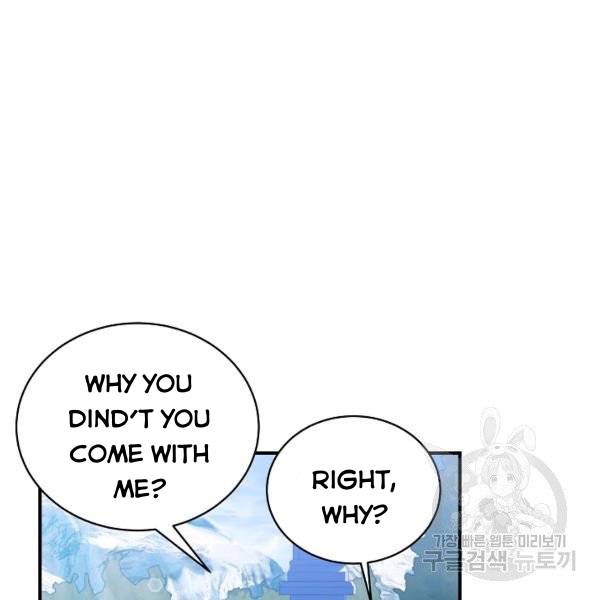 WHY YOU
DIND'T YOU
COME WITH
ME?
RIGHT,
WHY?
가장 빠른 웹툰 미리보기
구글검색 뉴토끼